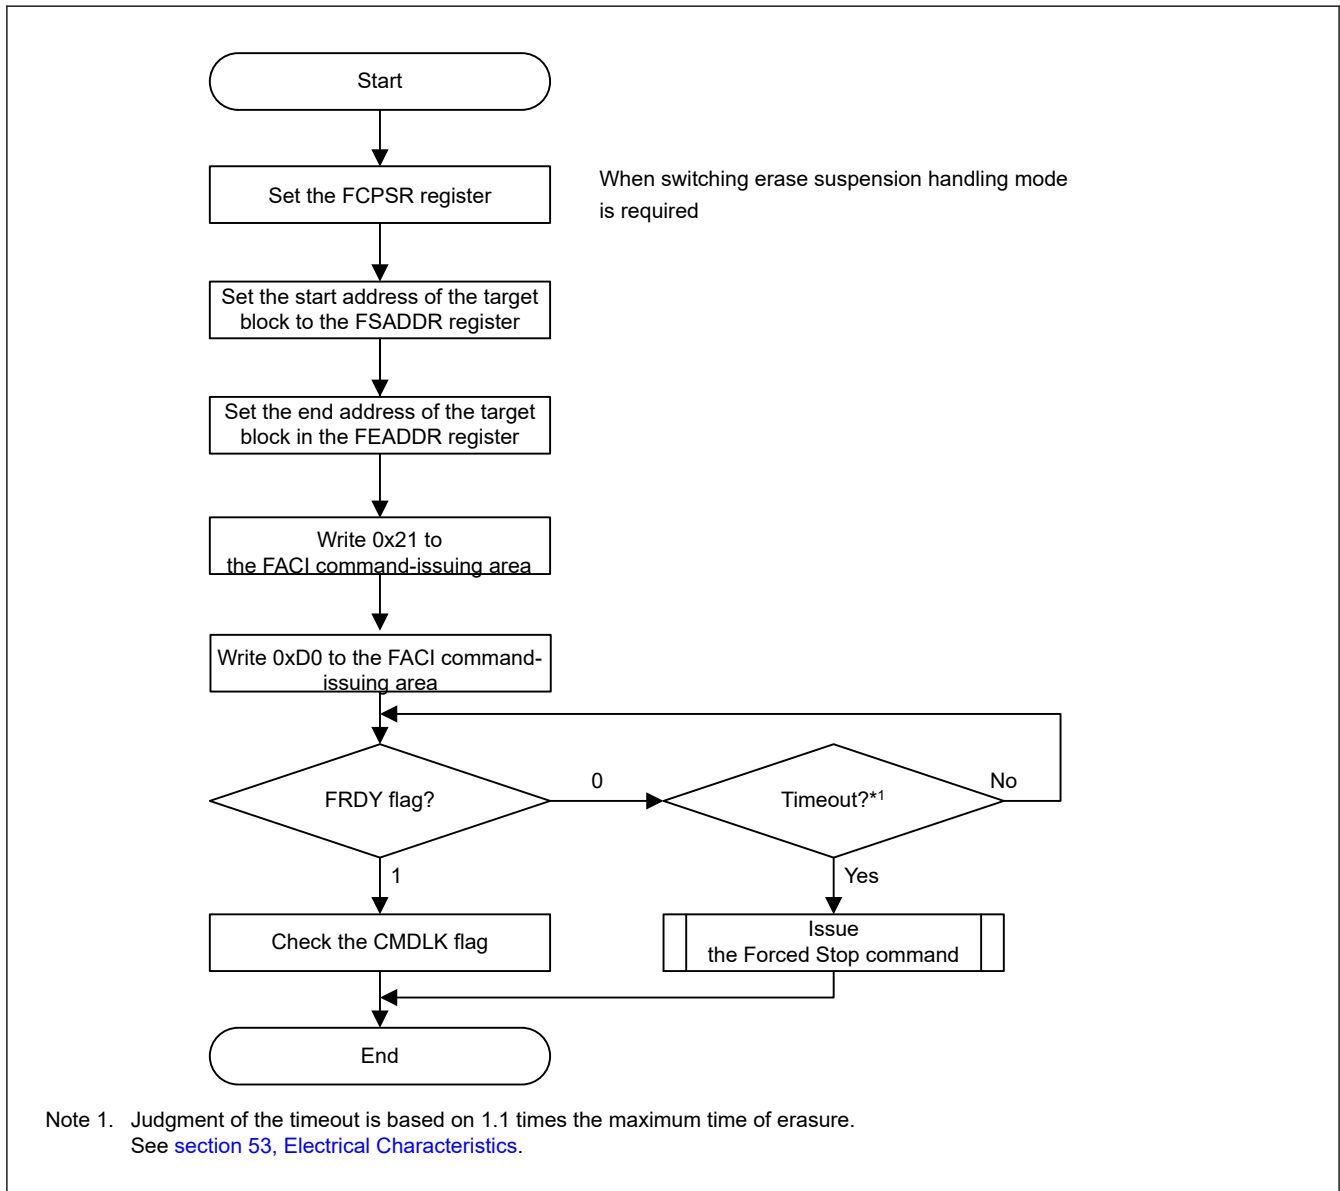 Start
Set the FCPSR register
When switching erase suspension handling mode
is required
Set the start address of the target
block to the FSADDR register
Set the end address of the target
block in the FEADDR register
Write 0x21 to
the FACI command-issuing area
Write 0xD0 to the FACI command-
issuing area
FRDY flag?
0
Timeout?*1
No
1
Yes
Check the CMDLK flag
Issue
the Forced Stop command
End
Note 1. Judgment of the timeout is based on 1.1 times the maximum time of erasure.
See section 53, Electrical Characteristics.